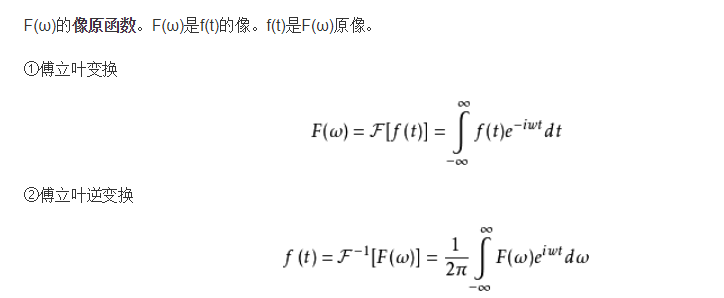 F(ω)的像原函数。F(ω)是f(t)的像。f(t)是F(ω)原像。
①傅立叶变换
F(ω) = ℱ[f(t)] = ∫_{-∞}^{∞} f(t)e^{-iwt} dt
②傅立叶逆变换
f (t) = ℱ^{-1}[F(ω)] = \frac{1}{2π} ∫_{-∞}^{∞} F(ω)e^{iwt} dω